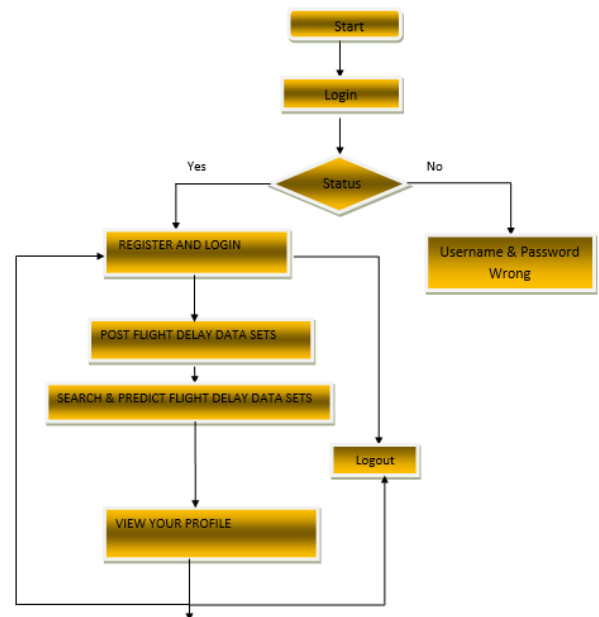 Start
Login
Status
Yes
No
REGISTER AND LOGIN
Username & Password
Wrong
POST FLIGHT DELAY DATA SETS
SEARCH & PREDICT FLIGHT DELAY DATA SETS
Logout
VIEW YOUR PROFILE